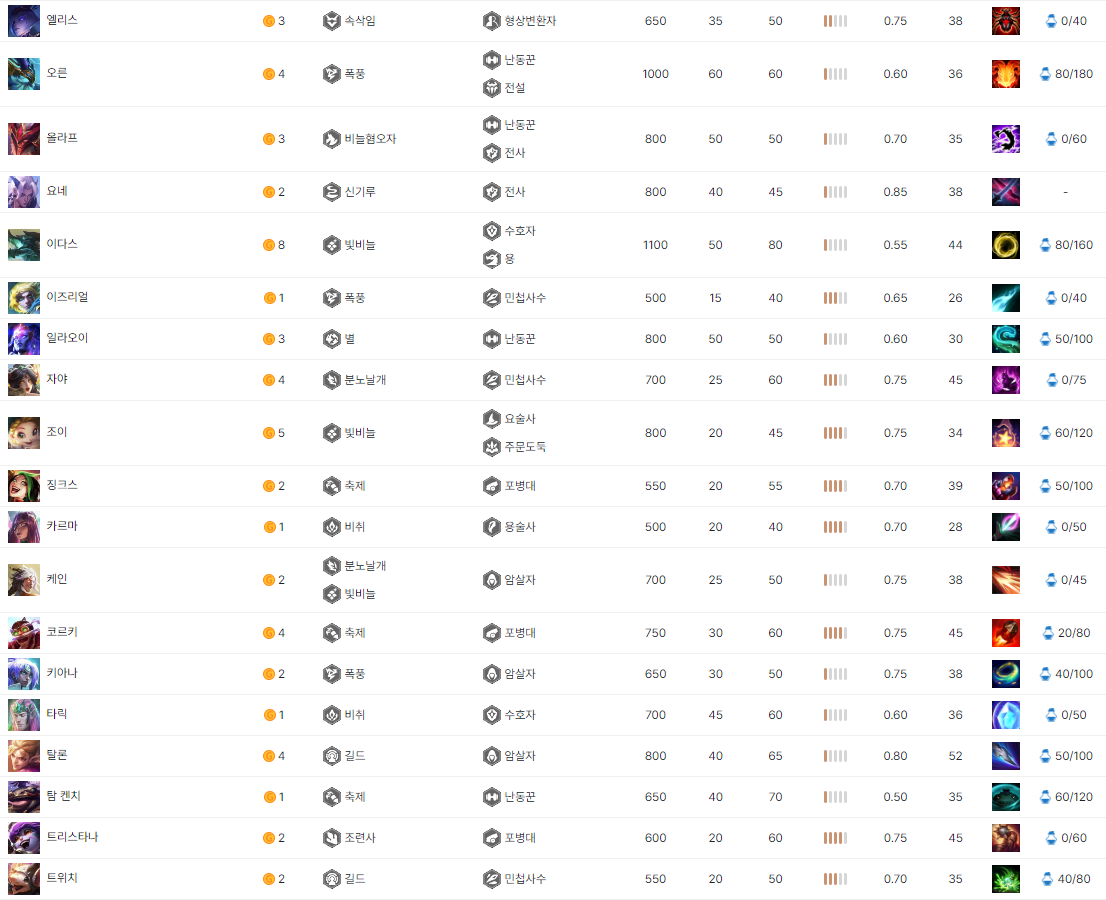 엘리스 3 속삭임 형상변환자 650 35 50 0.75 38 0/40
오른 4 폭풍 난동꾼 전설 1000 60 60 0.60 36 80/180
올라프 3 비늘혐오자 난동꾼 전사 800 50 50 0.70 35 0/60
요네 2 신기루 전사 800 40 45 0.85 38 -
이다스 8 빛비늘 수호자 용 1100 50 80 0.55 44 80/160
이즈리얼 1 폭풍 민첩사수 500 15 40 0.65 26 0/40
일라오이 3 별 난동꾼 800 50 50 0.60 30 50/100
자야 4 분노날개 민첩사수 700 25 60 0.75 45 0/75
조이 5 빛비늘 요술사 주문도둑 800 20 45 0.75 34 60/120
징크스 2 축제 포병대 550 20 55 0.70 39 50/100
카르마 1 비취 용술사 500 20 40 0.70 28 0/50
케인 2 분노날개 빛비늘 암살자 700 25 50 0.75 38 0/45
코르키 4 축제 포병대 750 30 60 0.75 45 20/80
키아나 2 폭풍 암살자 650 30 50 0.75 38 40/100
타릭 1 비취 수호자 700 45 60 0.60 36 0/50
탈론 4 길드 암살자 800 40 65 0.80 52 50/100
탐 켄치 1 축제 난동꾼 650 40 70 0.50 35 60/120
트리스타나 2 조련사 포병대 600 20 60 0.75 45 0/60
트위치 2 길드 민첩사수 550 20 50 0.70 35 40/80